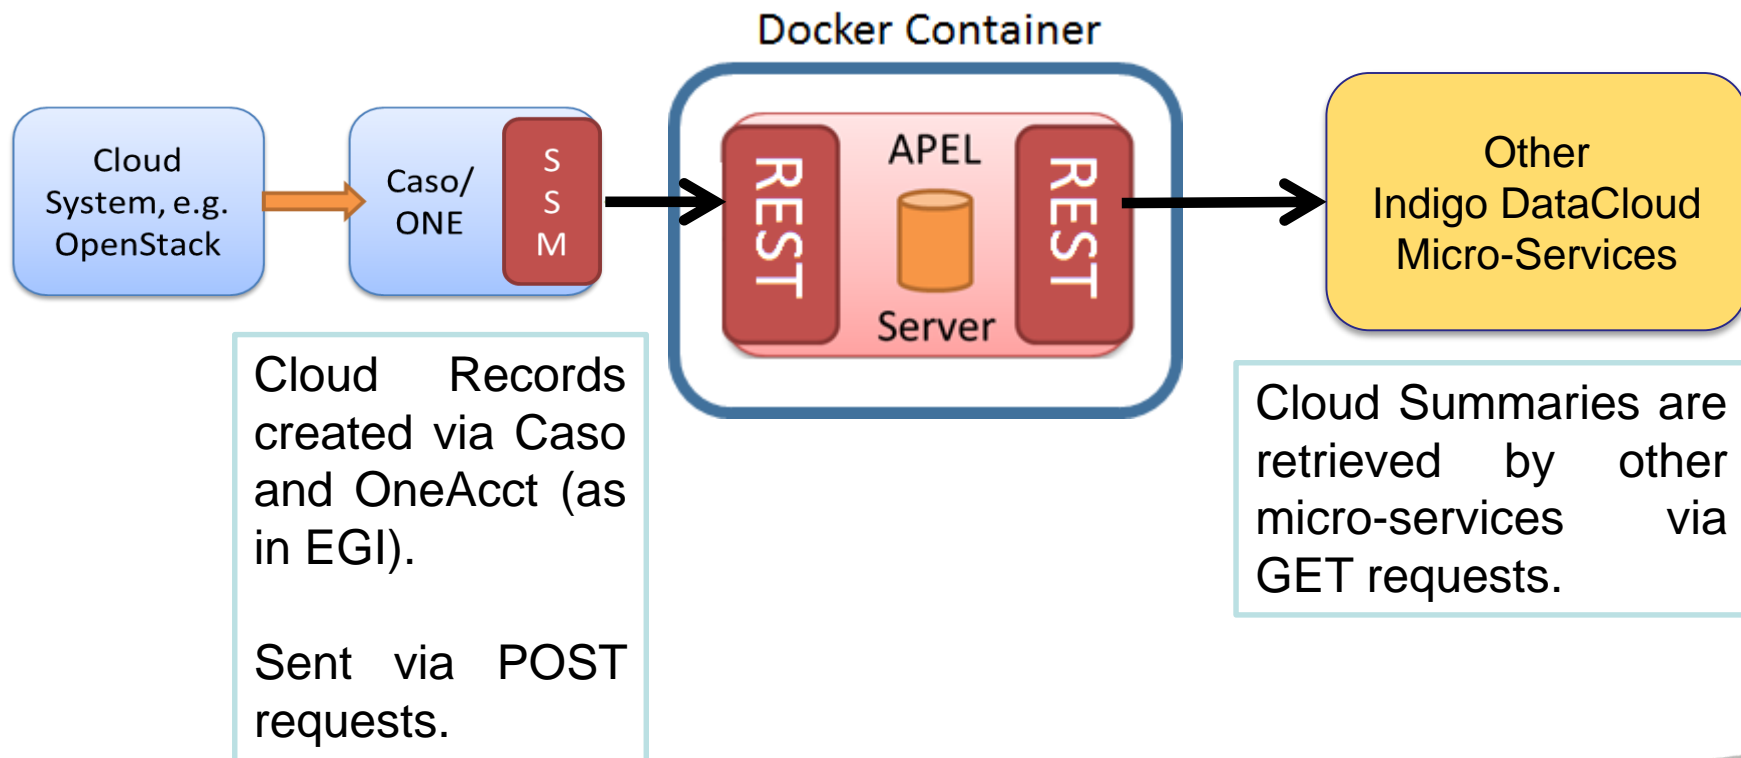 Docker Container
Cloud
System, e.g.
OpenStack
Caso/
ONE
S
S
M
REST
APEL
Server
REST
Other
Indigo DataCloud
Micro-Services
Cloud Records
created via Caso
and OneAcct (as
in EGI).
Sent via POST
requests.
Cloud Summaries are
retrieved by other
micro-services via
GET requests.